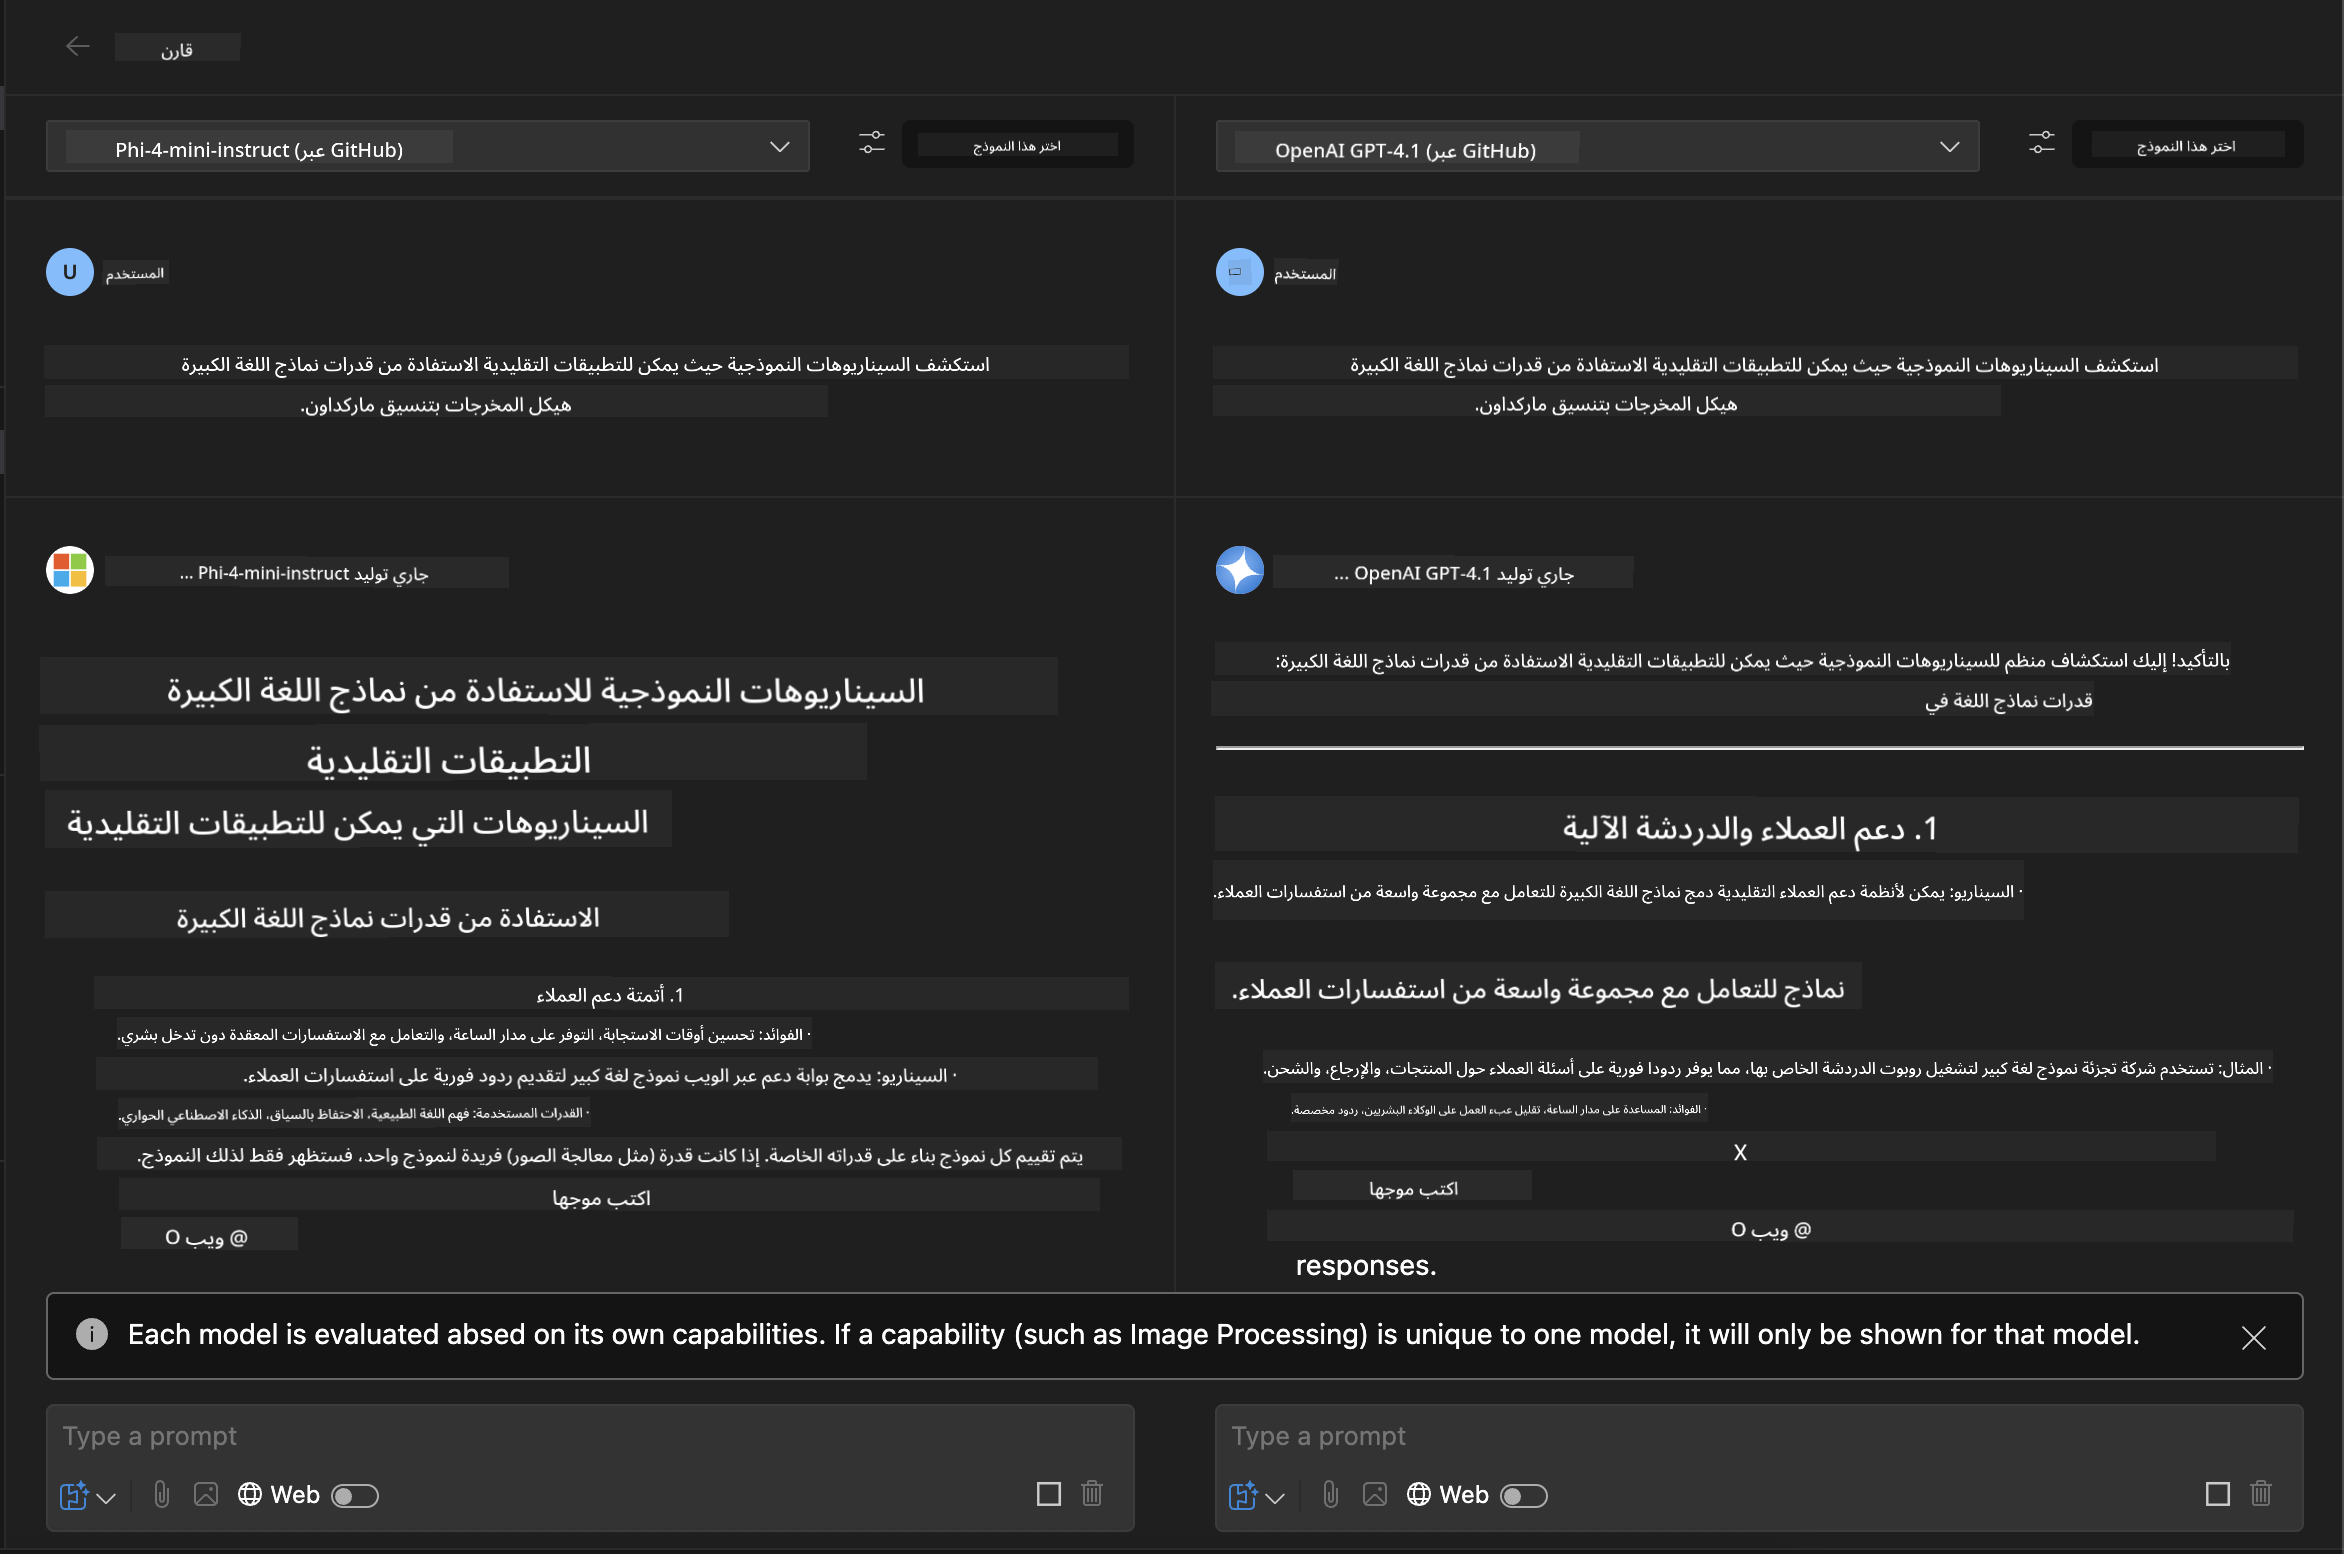 قارن
Phi-4-mini-instruct (عبر GitHub)
اختر هذا النموذج
U
المستخدم
استكشف السيناريوهات النموذجية حيث يمكن للتطبيقات التقليدية الاستفادة من قدرات نماذج اللغة الكبيرة
هيكل المخرجات بتنسيق ماركداون.
جاري توليد Phi-4-mini-instruct ...
السيناريوهات النموذجية للاستفادة من نماذج اللغة الكبيرة
التطبيقات التقليدية
السيناريوهات التي يمكن للتطبيقات التقليدية
الاستفادة من قدرات نماذج اللغة الكبيرة
1. أتمتة دعم العملاء
· الفوائد: تحسين أوقات الاستجابة، التوفر على مدار الساعة، والتعامل مع الاستفسارات المعقدة دون تدخل بشري.
· السيناريو: يدمج بوابة دعم عبر الويب نموذج لغة كبير لتقديم ردود فورية على استفسارات العملاء.
· القدرات المستخدمة: فهم اللغة الطبيعية، الاحتفاظ بالسياق، الذكاء الاصطناعي الحواري.
يتم تقييم كل نموذج بناء على قدراته الخاصة. إذا كانت قدرة (مثل معالجة الصور) فريدة لنموذج واحد، فستظهر فقط لذلك النموذج.
اكتب موجها
@ ويب O
OpenAI GPT-4.1 (عبر GitHub)
اختر هذا النموذج
المستخدم
استكشف السيناريوهات النموذجية حيث يمكن للتطبيقات التقليدية الاستفادة من قدرات نماذج اللغة الكبيرة
هيكل المخرجات بتنسيق ماركداون.
جاري توليد OpenAI GPT-4.1 ...
بالتأكيد! إليك استكشاف منظم للسيناريوهات النموذجية حيث يمكن للتطبيقات التقليدية الاستفادة من قدرات نماذج اللغة الكبيرة:
قدرات نماذج اللغة في
1. دعم العملاء والدردشة الآلية
· السيناريو: يمكن لأنظمة دعم العملاء التقليدية دمج نماذج اللغة الكبيرة للتعامل مع مجموعة واسعة من استفسارات العملاء.
نماذج للتعامل مع مجموعة واسعة من استفسارات العملاء.
· المثال: تستخدم شركة تجزئة نموذج لغة كبير لتشغيل روبوت الدردشة الخاص بها، مما يوفر ردودا فورية على أسئلة العملاء حول المنتجات، والإرجاع، والشحن.
· الفوائد: المساعدة على مدار الساعة، تقليل عبء العمل على الوكلاء البشريين، ردود مخصصة.
X
اكتب موجها
@ ويب O
responses.
Each model is evaluated absed on its own capabilities. If a capability (such as Image Processing) is unique to one model, it will only be shown for that model.
Type a prompt
Web
Type a prompt
Web